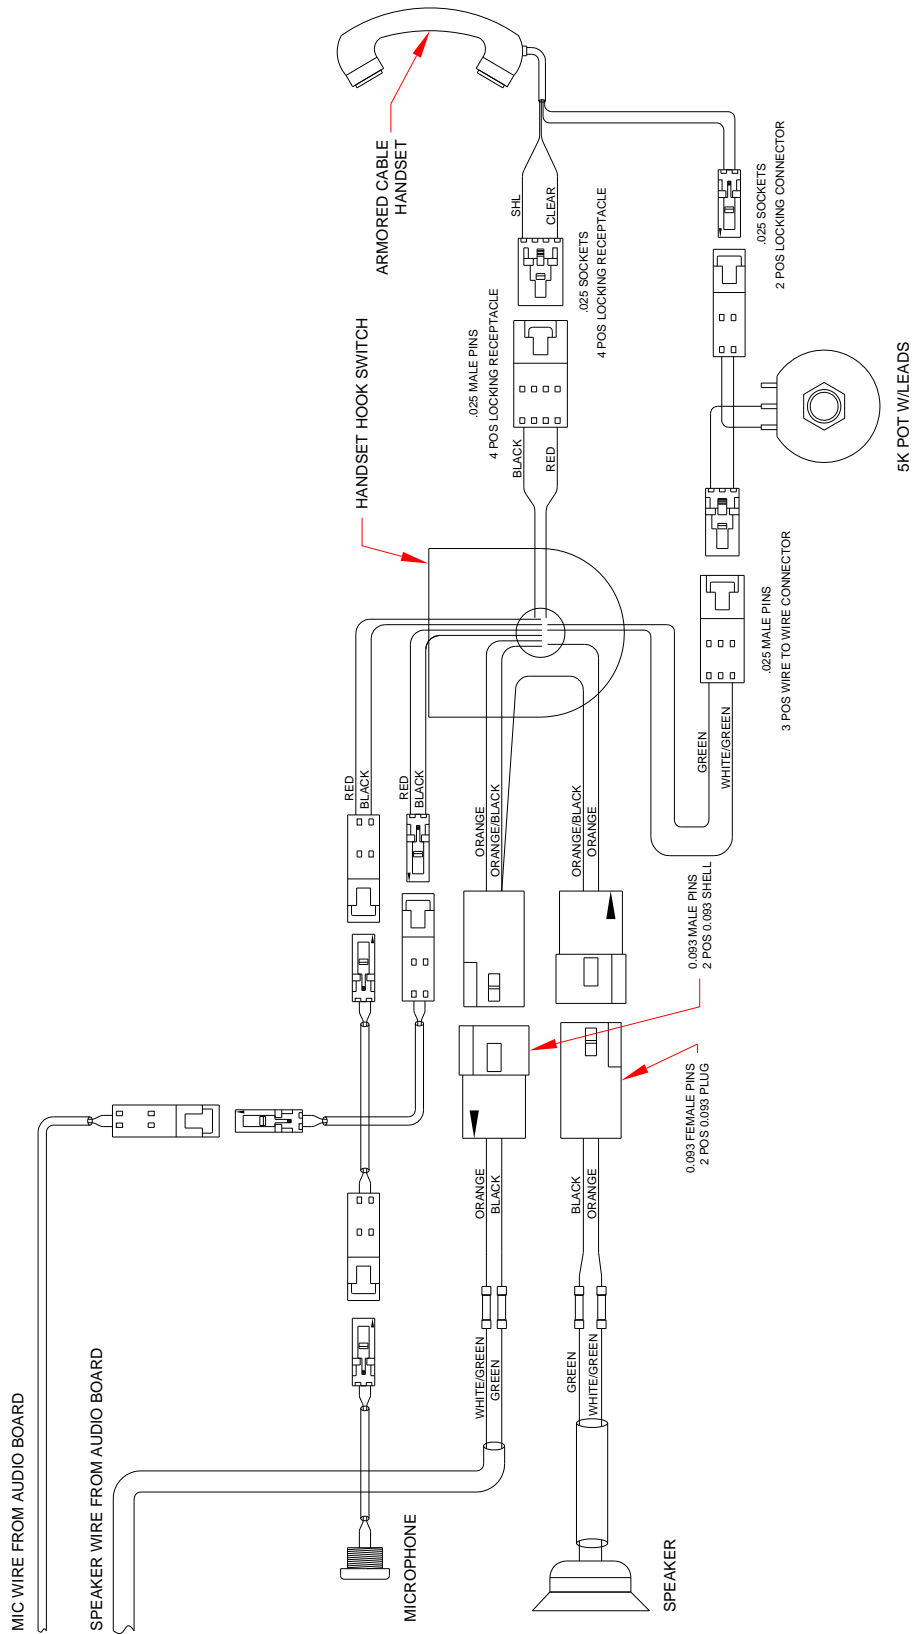 ARMORED CABLE
HANDSET
SHL
CLEAR
.025 SOCKETS
4 POS LOCKING RECEPTACLE
.025 SOCKETS
2 POS LOCKING CONNECTOR
HANDSET HOOK SWITCH
.025 MALE PINS
4 POS LOCKING RECEPTACLE
BLACK
RED
5K POT W/LEADS
.025 MALE PINS
3 POS WIRE TO WIRE CONNECTOR
GREEN
WHITE/GREEN
RED
BLACK
RED
BLACK
ORANGE
ORANGE/BLACK
ORANGE/BLACK
ORANGE
0.093 MALE PINS
2 POS 0.093 SHELL
0.093 FEMALE PINS
2 POS 0.093 PLUG
ORANGE
BLACK
BLACK
ORANGE
WHITE/GREEN
GREEN
GREEN
WHITE/GREEN
MIC WIRE FROM AUDIO BOARD
SPEAKER WIRE FROM AUDIO BOARD
MICROPHONE
SPEAKER